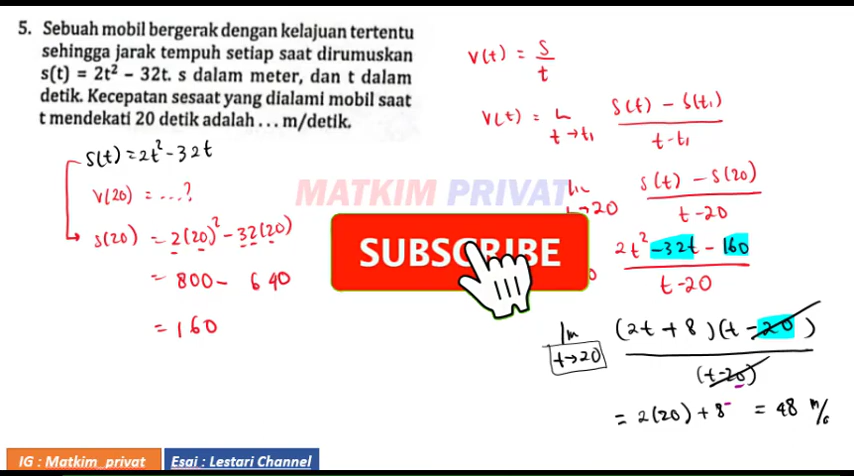 5. Sebuah mobil bergerak dengan kelajuan tertentu
sehingga jarak tempuh setiap saat dirumuskan
s(t) = 2t² – 32t. s dalam meter, dan t dalam
detik. Kecepatan sesaat yang dialami mobil saat
t mendekati 20 detik adalah . . . m/detik.
S(t) = 2t² - 32t
V(20) = ...?
S(20) = 2(20)² - 32(20)
= 800 - 640
= 160
V(t) = S/t
V(t) = t→t₁ S(t) - S(t₁) / t-t₁
MATKIM PRIVAT
→20 S(t) - S(20) / t-20
SUBSCRIBE
2t² -32t - 160 / t-20
lim t→20 (2t + 8)(t - 20) / (t-20)
= 2(20) + 8 = 48 m/s
IG : Matkim_privat
Esai : Lestari Channel